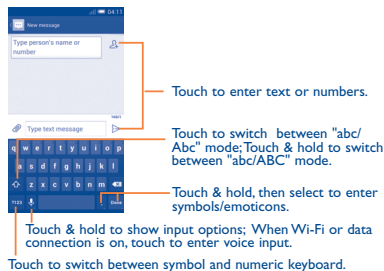 04:11
New message
Type person's name or
number
Touch to enter text or numbers.
160/1
Type text message
Touch to switch between "abc/
Abc" mode;Touch & hold to switch
between "abc/ABC" mode.
q w e r t y u i o p
a s d f g h j k l
z x c v b n m
?123 . Done
Touch & hold, then select to enter
symbols/emoticons.
Touch & hold to show input options; When Wi-Fi or data
connection is on, touch to enter voice input.
Touch to switch between symbol and numeric keyboard.